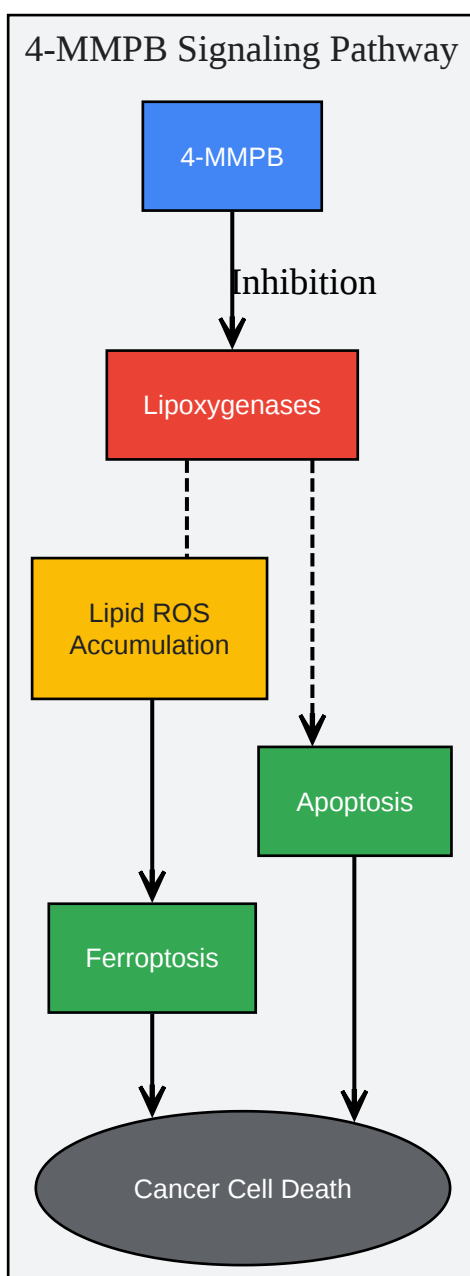 4-MMPB Signaling Pathway
4-MMPB
Inhibition
Lipoxygenases
Lipid ROS
Accumulation
Apoptosis
Ferroptosis
Cancer Cell Death